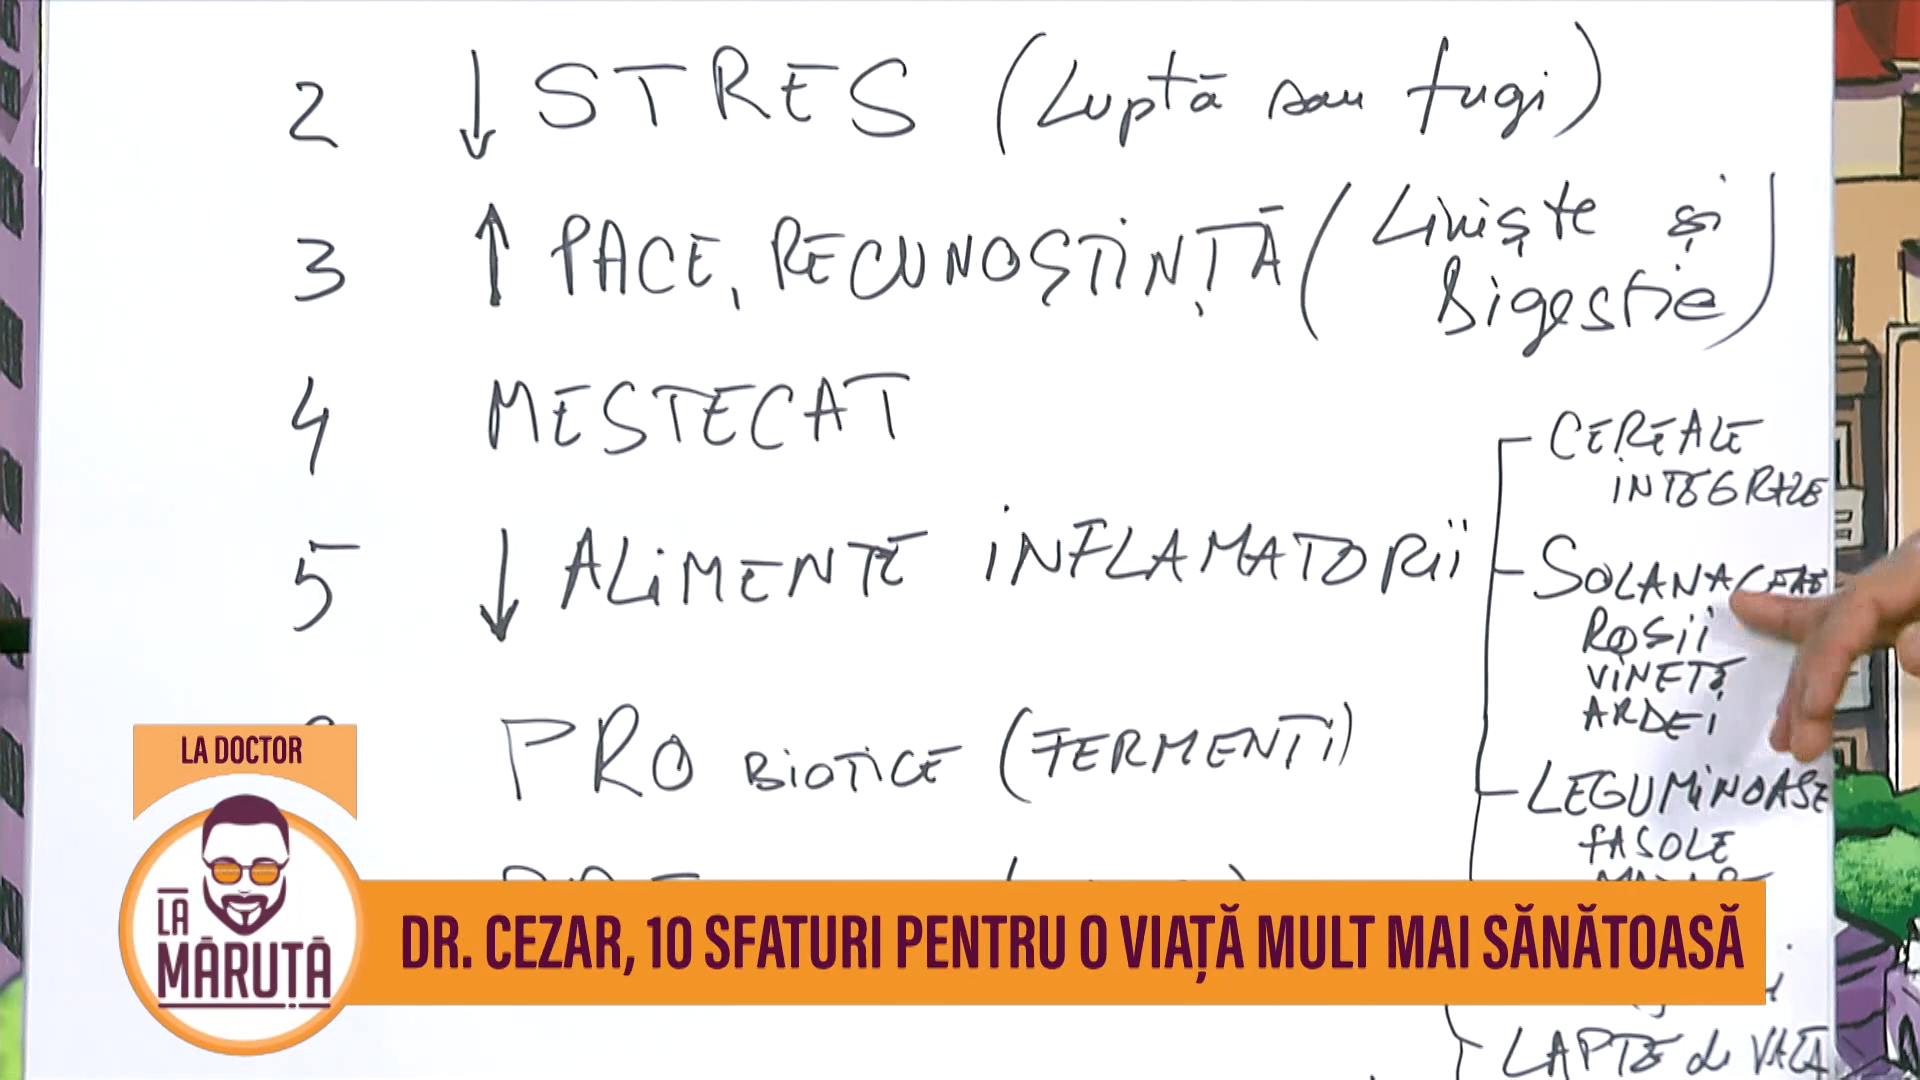 2 ↓ STRES (Luptă sau fugi)
3 ↑ PACE, RECUNOȘTINȚĂ (Liniște și
Digestie)
4 MESTECAT
5 ↓ ALIMENTE INFLAMATORII
CEREALE
INTEGRALE
SOLANACEAE
ROȘII
VINETE,
ARDEI
PRO BIOTICE (FERMENTI)
LEGUMINOASE
FASOLE
LAPTE de VACĂ
LA DOCTOR
LA MĂRUȚĂ
DR. CEZAR, 10 SFATURI PENTRU O VIAȚĂ MULT MAI SĂNĂTOASĂ